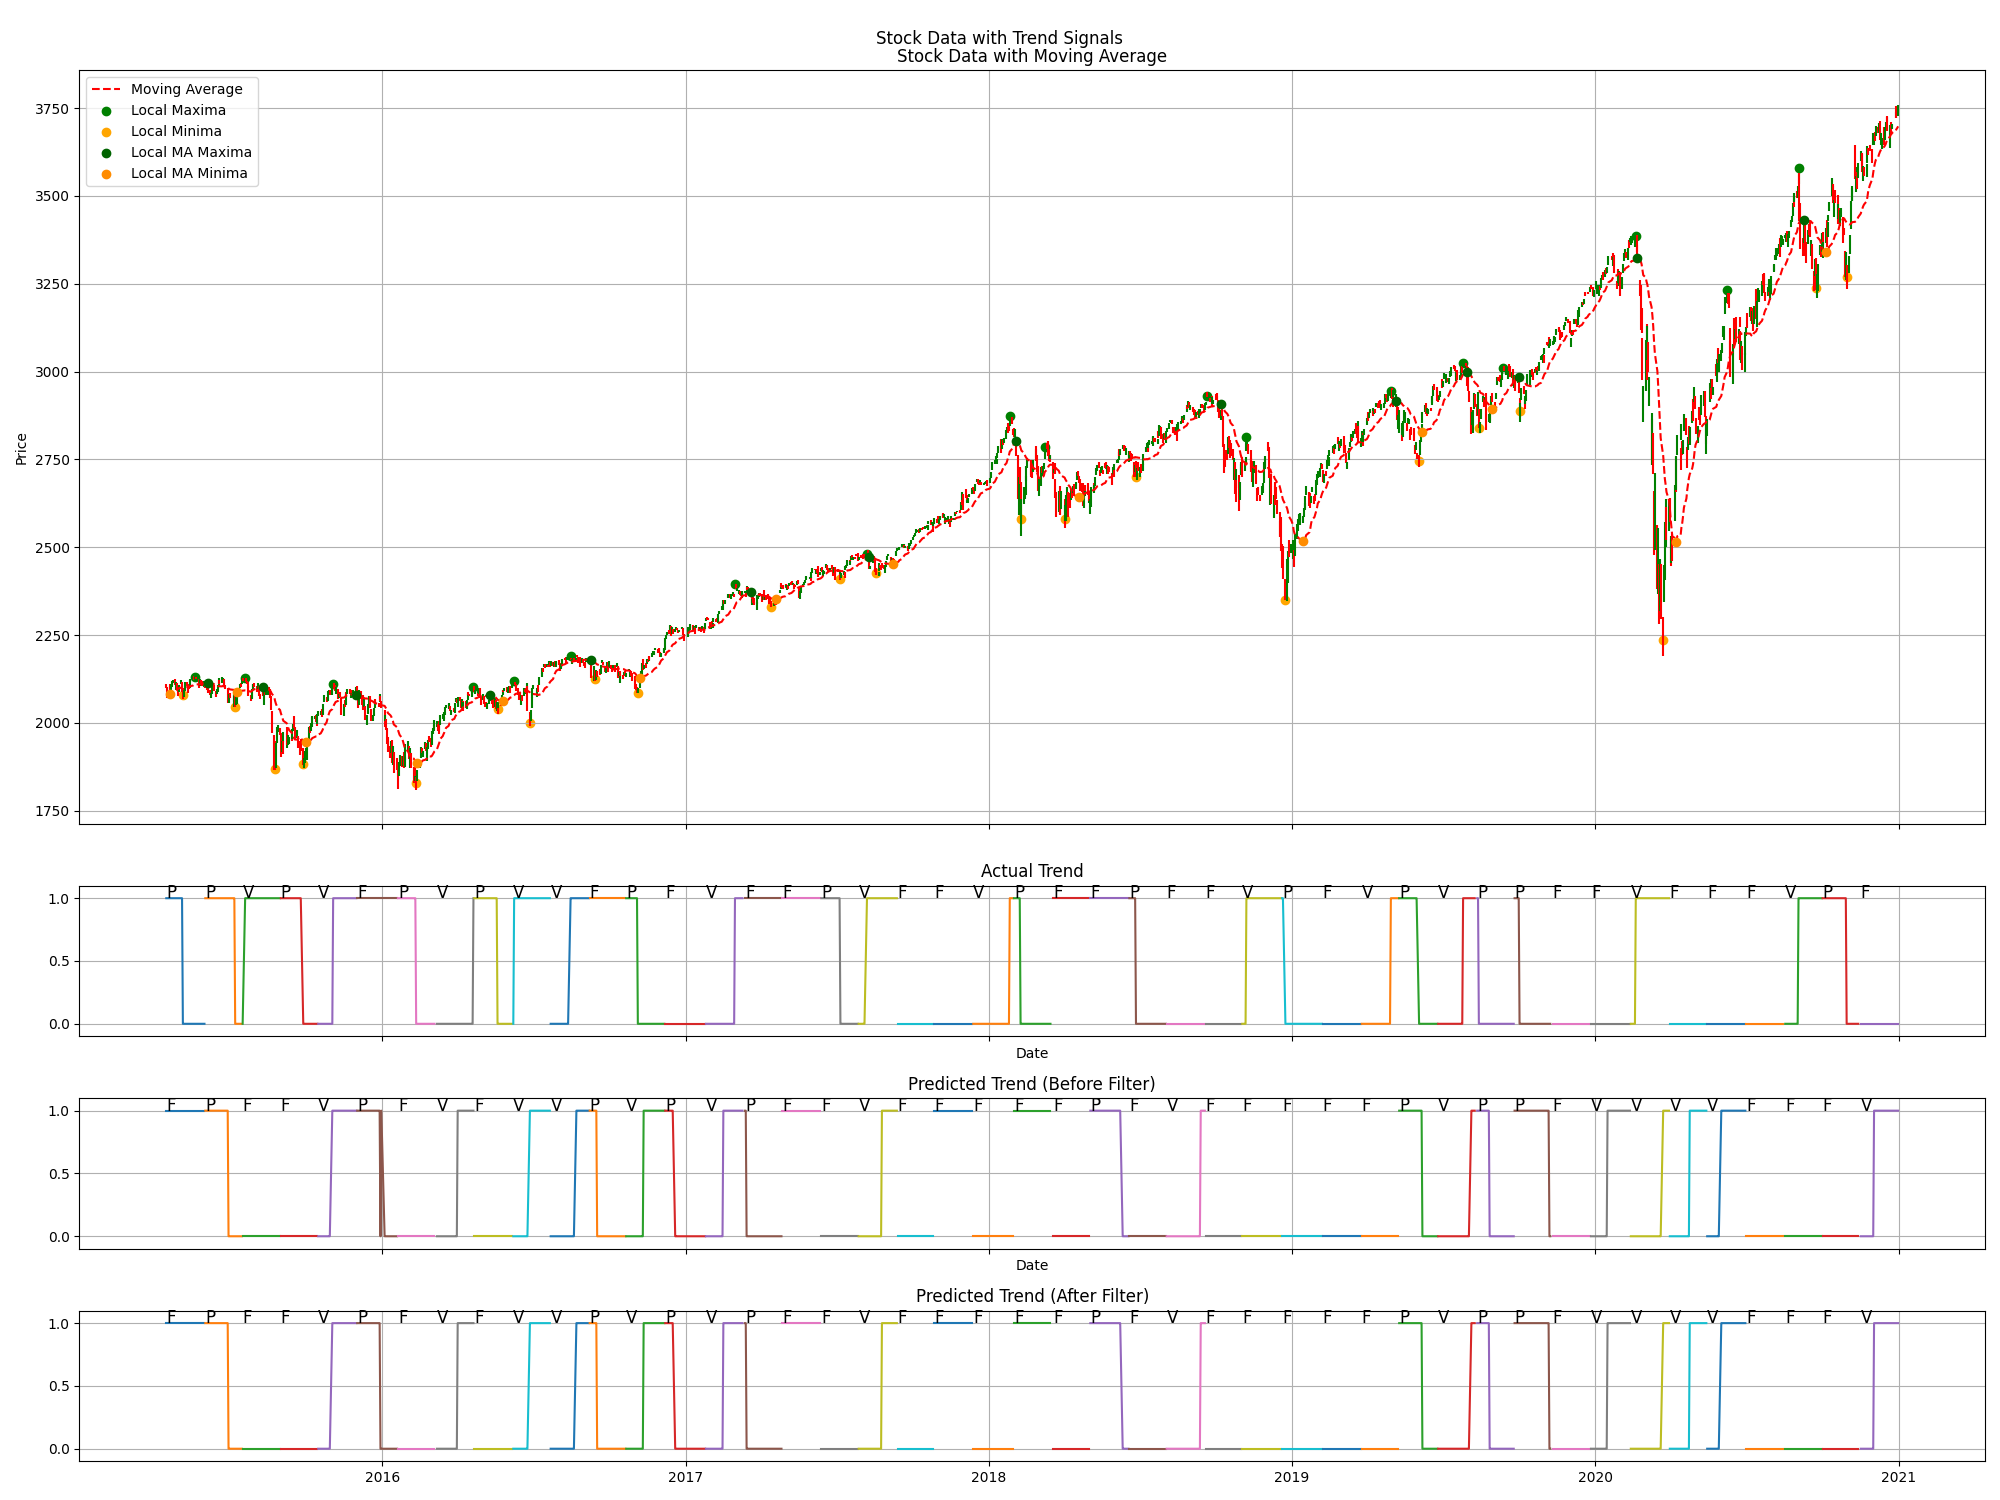 Stock Data with Trend Signals
Stock Data with Moving Average
Moving Average
Local Maxima
Local Minima
Local MA Maxima
Local MA Minima
Price
3750
3500
3250
3000
2750
2500
2250
2000
1750
Actual Trend
P P V P V F P V P V V F P F V F F P V F F V P F F P F F V P F V P V P P F F V F F F V P F
1.0
0.5
0.0
Date
Predicted Trend (Before Filter)
F P F F V P F V F V V P V P V P F F V F F F F F P F V F F F F F P V P P F V V V V F F F V
1.0
0.5
0.0
Date
Predicted Trend (After Filter)
F P F F V P F V F V V P V P V P F F V F F F F F P F V F F F F F P V P P F V V V V F F F V
1.0
0.5
0.0
2016 2017 2018 2019 2020 2021